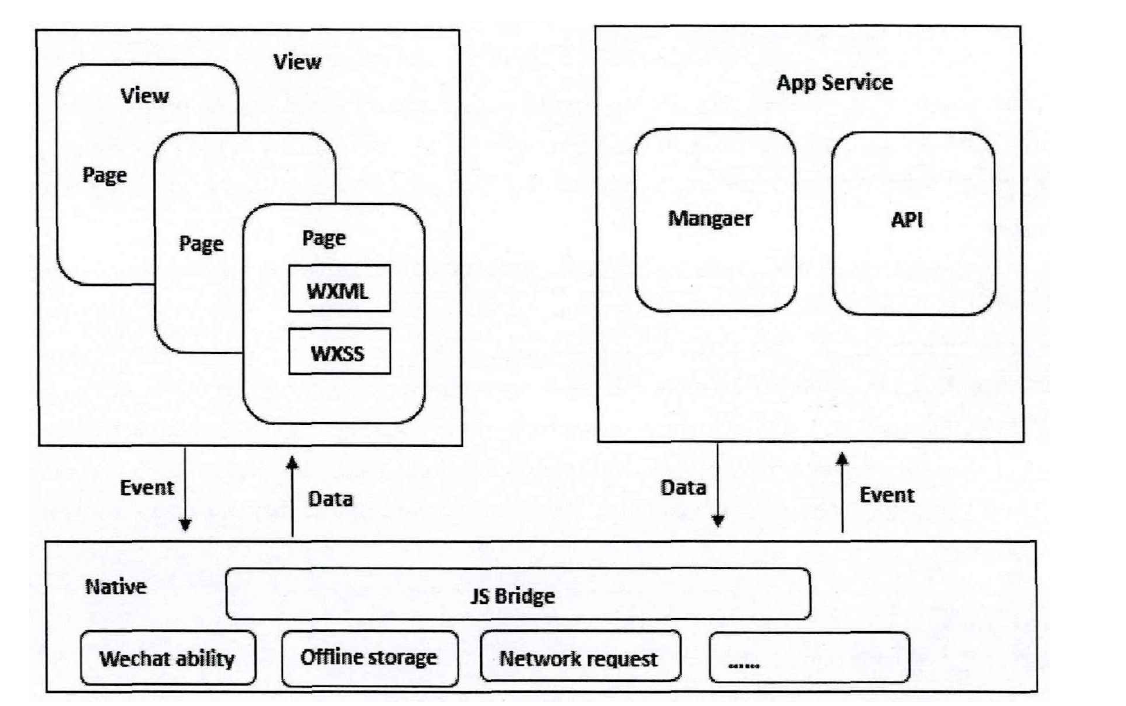 View
View
Page
Page
Page
WXML
WXSS
App Service
Mangaer
API
Event
Data
Data
Event
Native
JS Bridge
Wechat ability
Offline storage
Network request
......